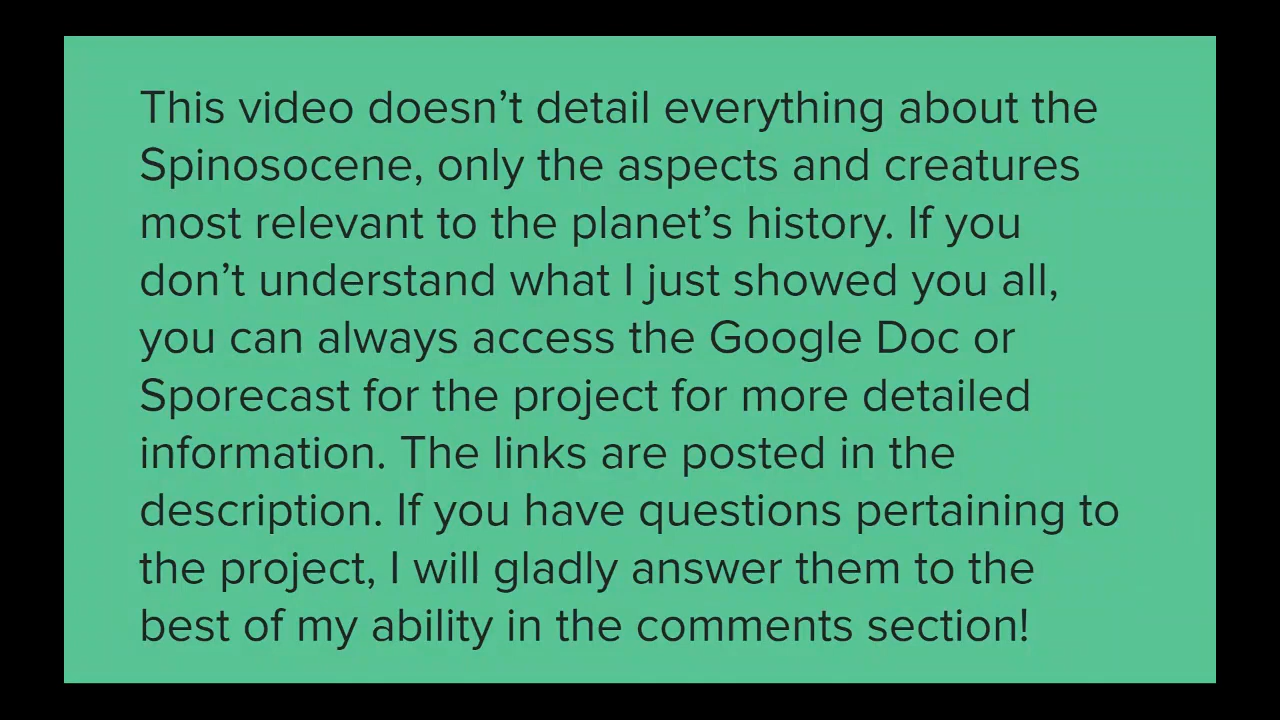 This video doesn’t detail everything about the
Spinosocene, only the aspects and creatures
most relevant to the planet’s history. If you
don’t understand what I just showed you all,
you can always access the Google Doc or
Sporecast for the project for more detailed
information. The links are posted in the
description. If you have questions pertaining to
the project, I will gladly answer them to the
best of my ability in the comments section!